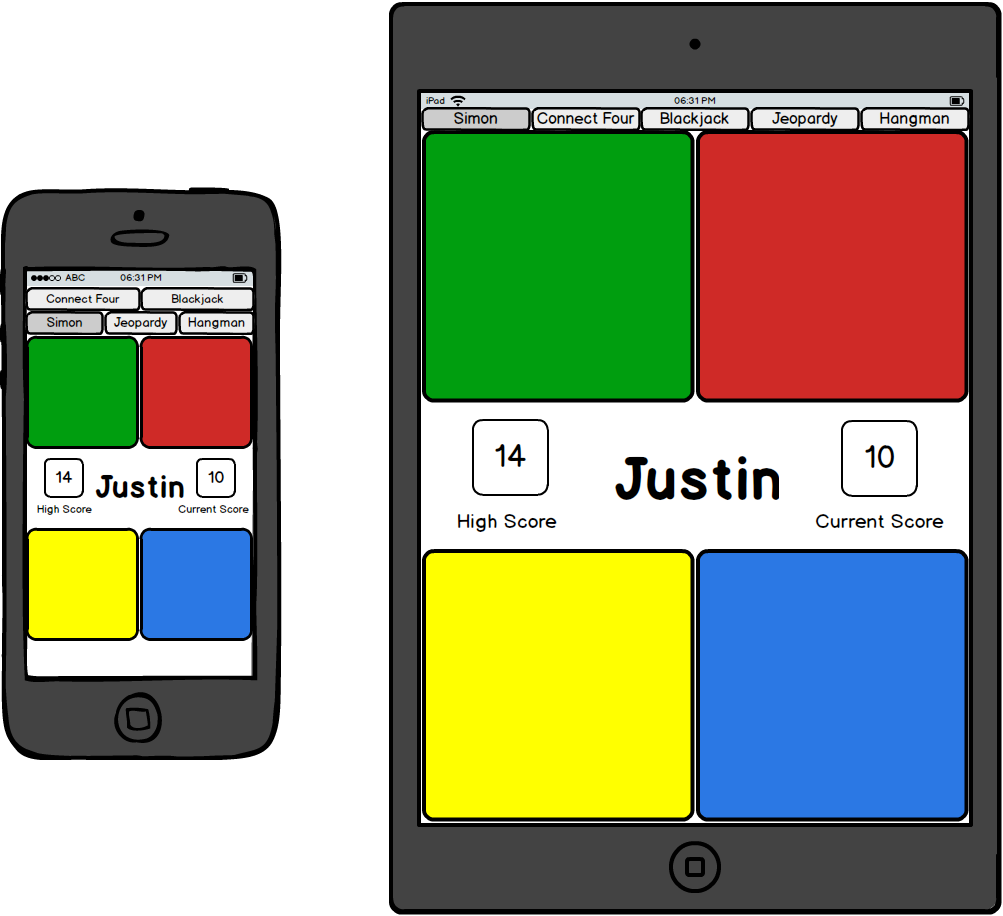 ABC 06:31 PM
Connect Four Blackjack
Simon Jeopardy Hangman
14 Justin 10
High Score Current Score
iPad 06:31 PM
Simon Connect Four Blackjack Jeopardy Hangman
14 Justin 10
High Score Current Score